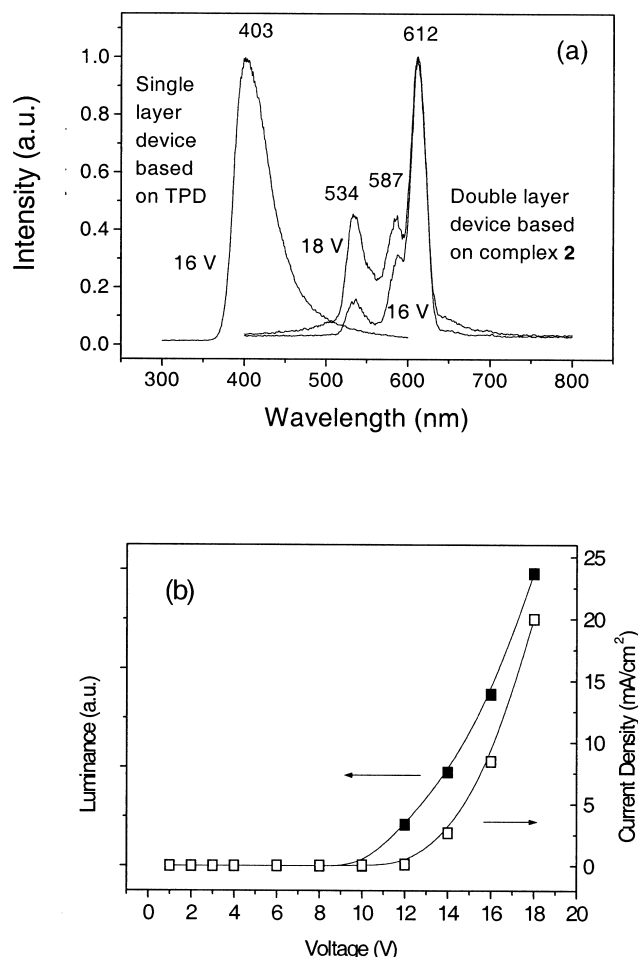 403
612
(a)
Single
layer
device
based
on TPD
16 V
534
587
18 V
16 V
Double layer
device based
on complex 2
1.0
0.8
0.6
0.4
0.2
0.0
Intensity (a.u.)
300 400 500 600 700 800
Wavelength (nm)
(b)
Luminance (a.u.)
25
20
15
10
5
0
Current Density (mA/cm²)
0 2 4 6 8 10 12 14 16 18 20
Voltage (V)